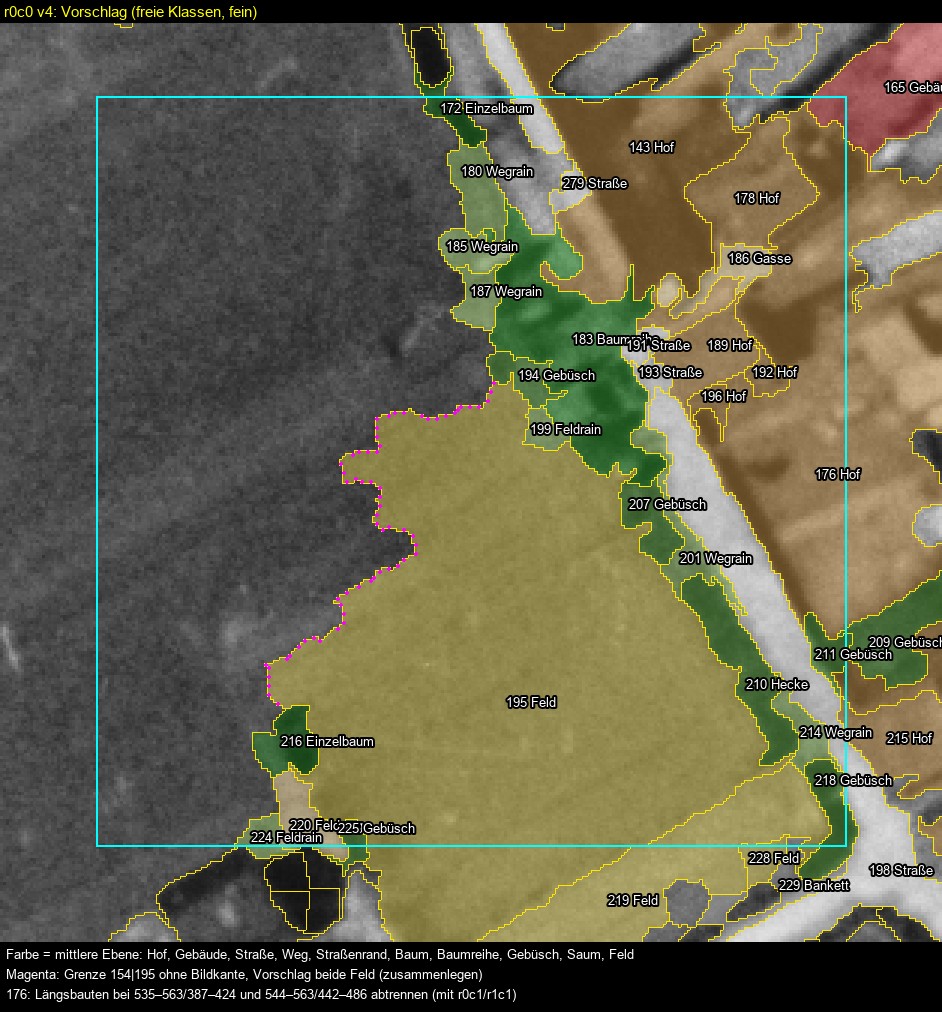 r0c0 v4: Vorschlag (freie Klassen, fein)
165 Gebäu
172 Einzelbaum
143 Hof
180 Wegrain
279 Straße
178 Hof
185 Wegrain
186 Gasse
187 Wegrain
183 Baumreihe
191 Straße
189 Hof
194 Gebüsch
193 Straße
192 Hof
196 Hof
199 Feldrain
176 Hof
207 Gebüsch
201 Wegrain
209 Gebüsch
211 Gebüsch
210 Hecke
195 Feld
214 Wegrain
215 Hof
216 Einzelbaum
218 Gebüsch
220 Feld
225 Gebüsch
224 Feldrain
228 Feld
198 Straße
229 Bankett
219 Feld
Farbe = mittlere Ebene: Hof, Gebäude, Straße, Weg, Straßenrand, Baum, Baumreihe, Gebüsch, Saum, Feld
Magenta: Grenze 154|195 ohne Bildkante, Vorschlag beide Feld (zusammenlegen)
176: Längsbauten bei 535–563/387–424 und 544–563/442–486 abtrennen (mit r0c1/r1c1)